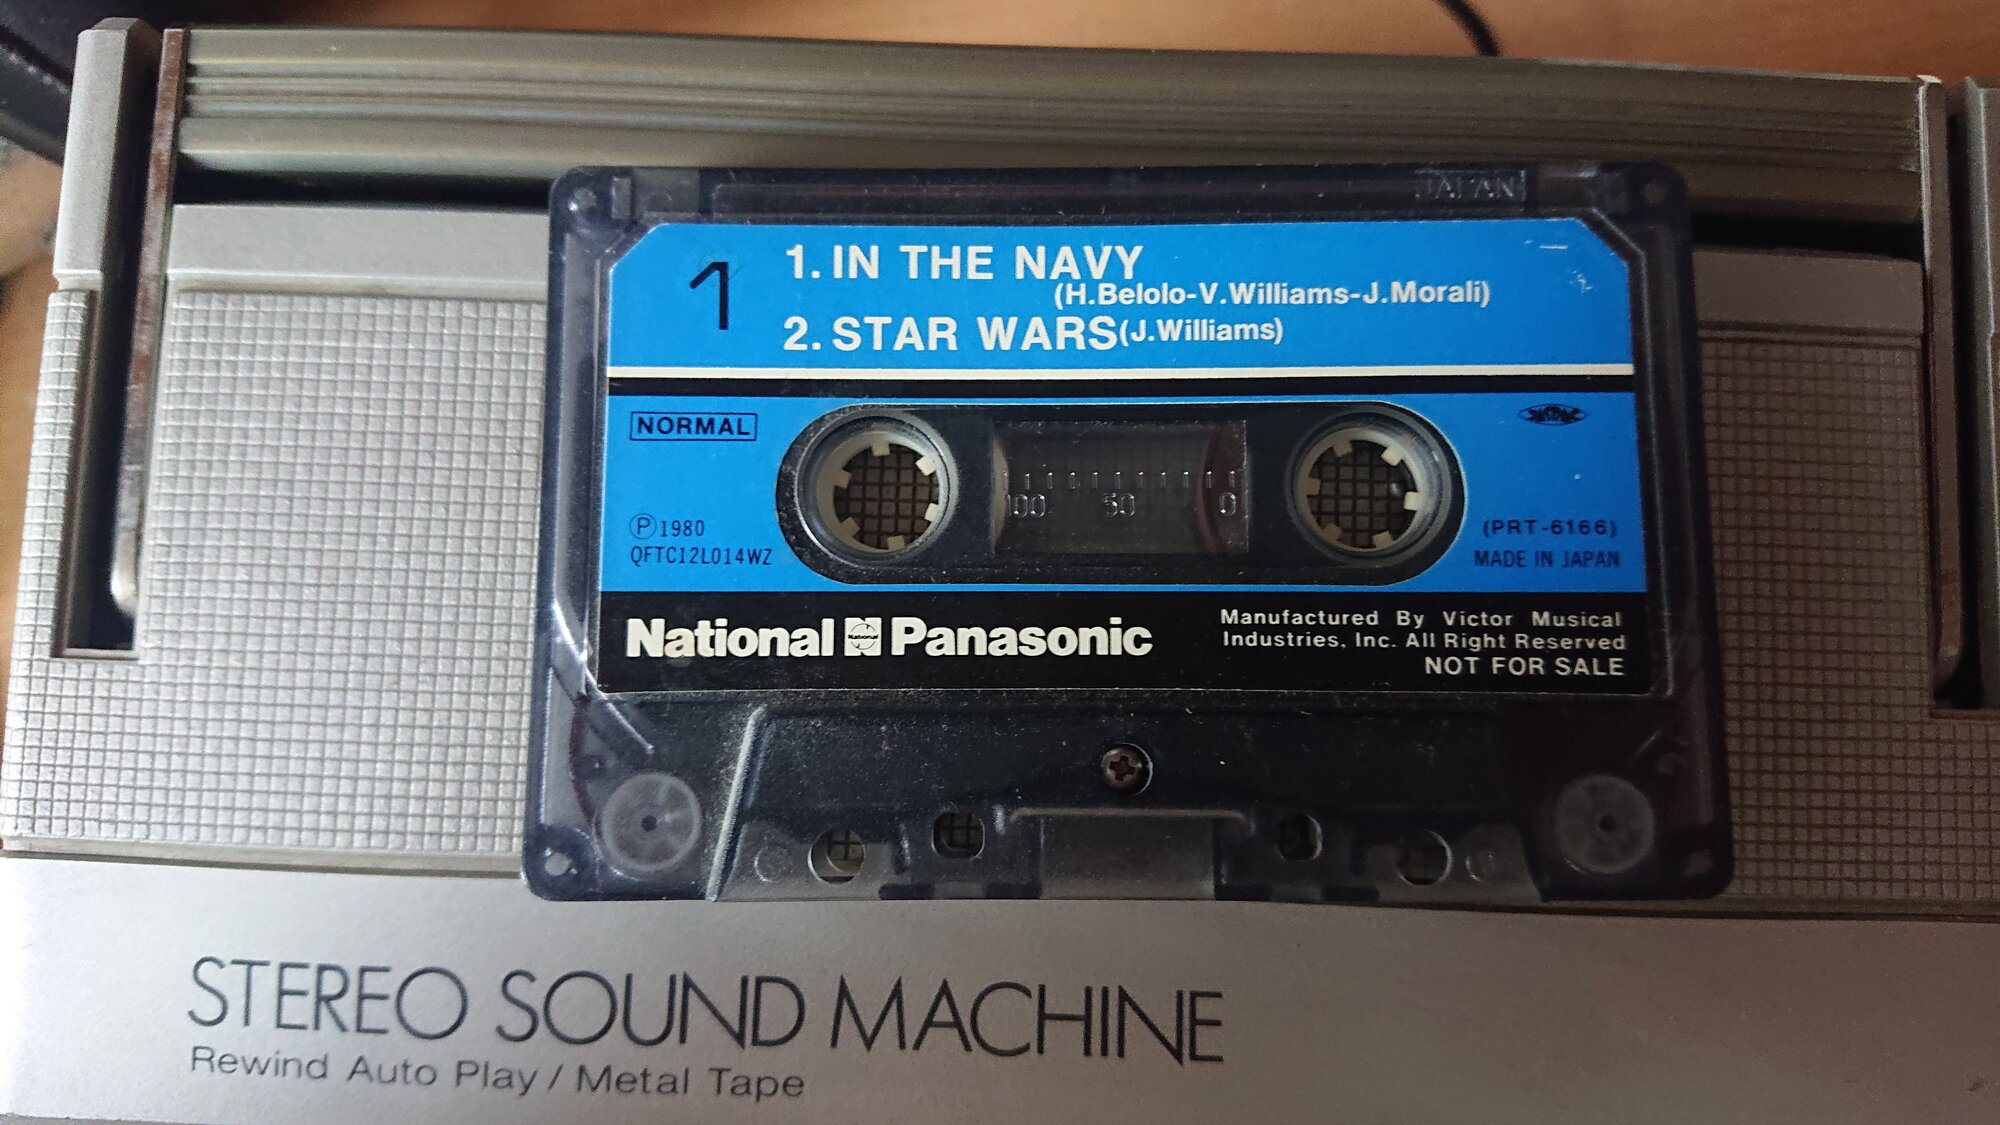 JAPAN
1
1. IN THE NAVY
(H.Belolo-V.Williams-J.Morali)
2. STAR WARS(J.Williams)
NORMAL
100 50 0
Ⓟ1980
QFTC12L014WZ
(PRT-6166)
MADE IN JAPAN
National National Panasonic
Manufactured By Victor Musical
Industries, Inc. All Right Reserved
NOT FOR SALE
STEREO SOUND MACHINE
Rewind Auto Play / Metal Tape